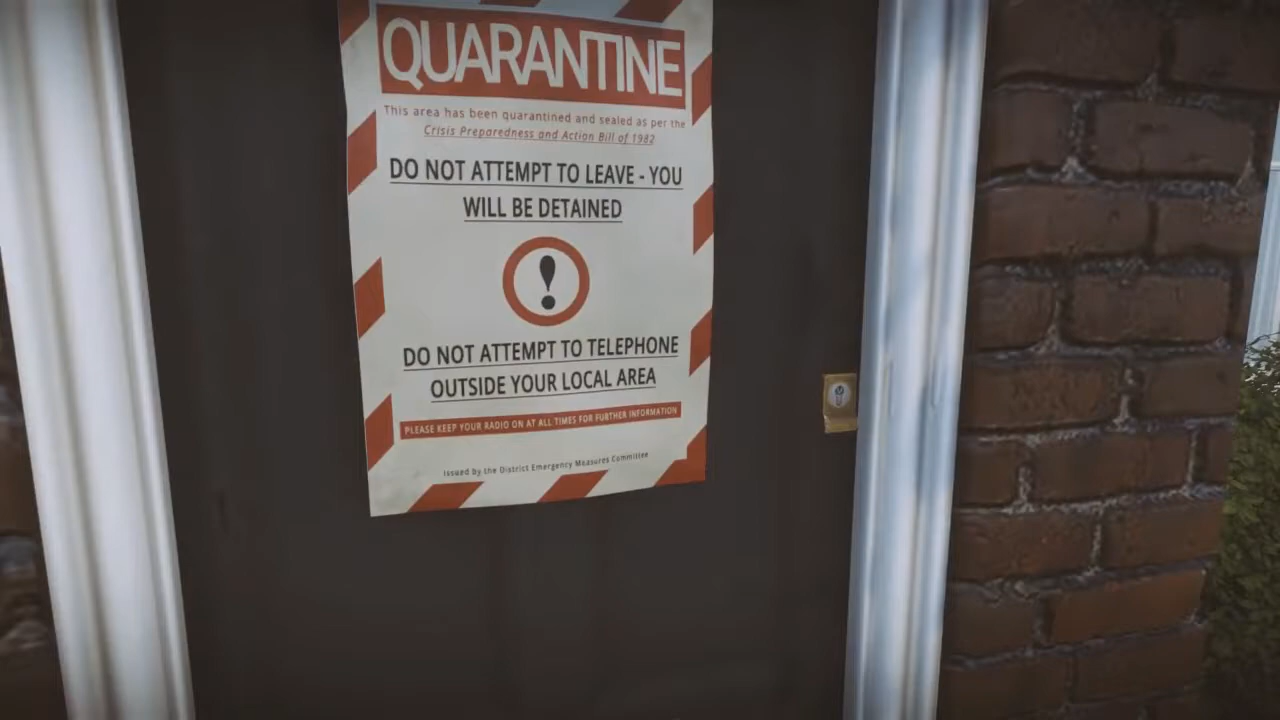 QUARANTINE
This area has been quarantined and sealed as per the
Crisis Preparedness and Action Bill of 1982
DO NOT ATTEMPT TO LEAVE - YOU
WILL BE DETAINED
!
DO NOT ATTEMPT TO TELEPHONE
OUTSIDE YOUR LOCAL AREA
PLEASE KEEP YOUR RADIO ON AT ALL TIMES FOR FURTHER INFORMATION
Issued by the District Emergency Measures Committee